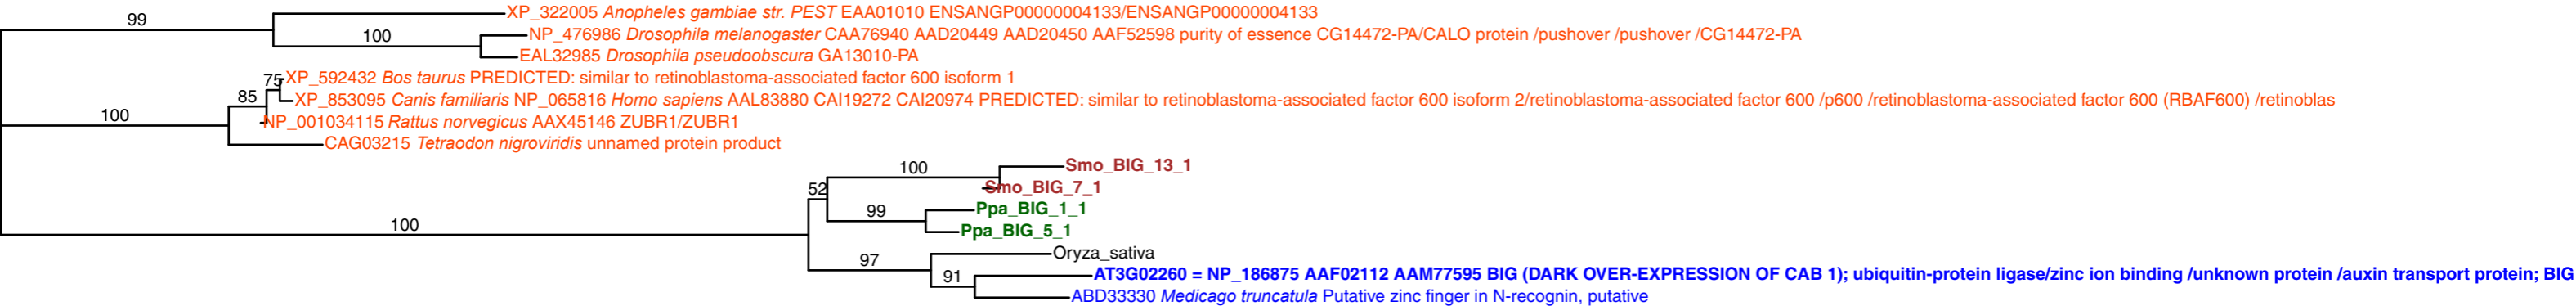 99
XP_322005 Anopheles gambiae str. PEST EAA01010 ENSANGP00000004133/ENSANGP00000004133
100
NP_476986 Drosophila melanogaster CAA76940 AAD20449 AAD20450 AAF52598 purity of essence CG14472-PA/CALO protein /pushover /pushover /CG14472-PA
EAL32985 Drosophila pseudoobscura GA13010-PA
75
XP_592432 Bos taurus PREDICTED: similar to retinoblastoma-associated factor 600 isoform 1
85
XP_853095 Canis familiaris NP_065816 Homo sapiens AAL83880 CAI19272 CAI20974 PREDICTED: similar to retinoblastoma-associated factor 600 isoform 2/retinoblastoma-associated factor 600 /p600 /retinoblastoma-associated factor 600 (RBAF600) /retinoblas
100
NP_001034115 Rattus norvegicus AAX45146 ZUBR1/ZUBR1
CAG03215 Tetraodon nigroviridis unnamed protein product
100
Smo_BIG_13_1
52
Smo_BIG_7_1
99
Ppa_BIG_1_1
100
Ppa_BIG_5_1
97
Oryza_sativa
91
AT3G02260 = NP_186875 AAF02112 AAM77595 BIG (DARK OVER-EXPRESSION OF CAB 1); ubiquitin-protein ligase/zinc ion binding /unknown protein /auxin transport protein; BIG
ABD33330 Medicago truncatula Putative zinc finger in N-recognin, putative